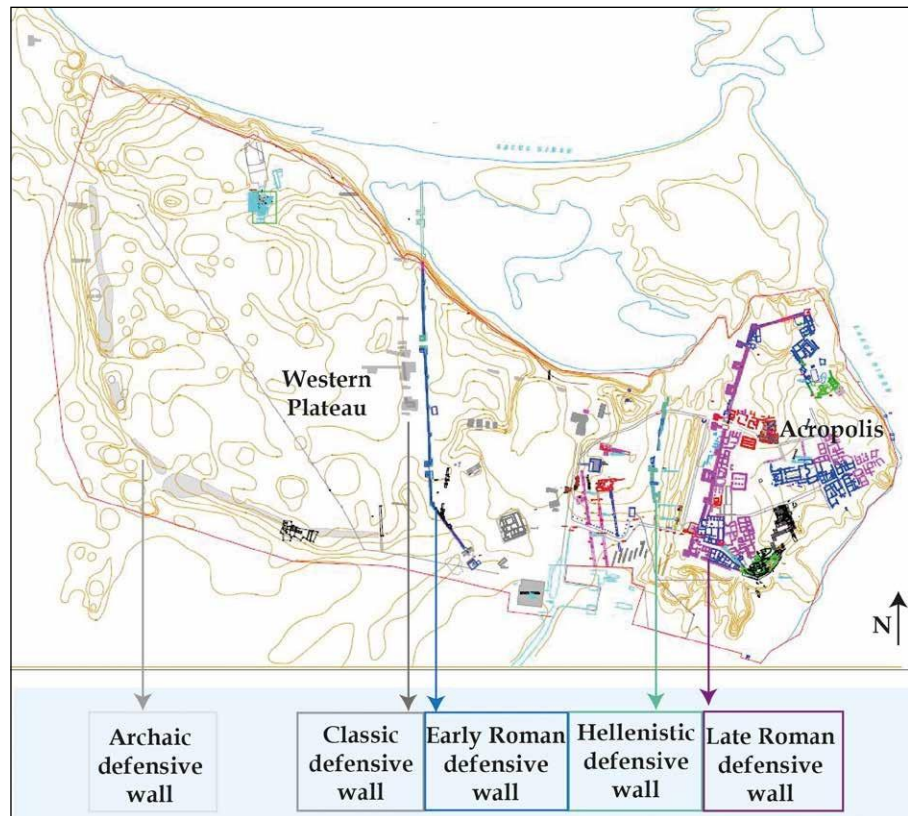 Western
Plateau
Acropolis
N
Archaic
defensive
wall
Classic
defensive
wall
Early Roman
defensive
wall
Hellenistic
defensive
wall
Late Roman
defensive
wall